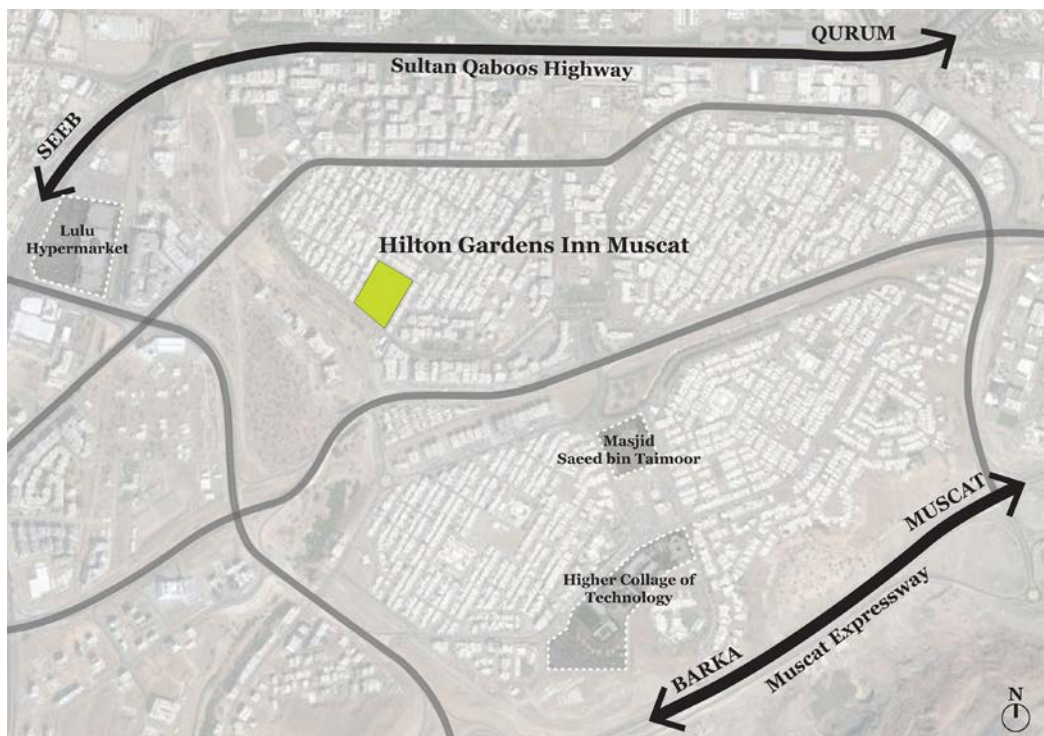 QURUM
Sultan Qaboos Highway
SEEB
Lulu
Hypermarket
Hilton Gardens Inn Muscat
Masjid
Saeed bin Taimoor
MUSCAT
Higher Collage of
Technology
BARKA
Muscat Expressway
N